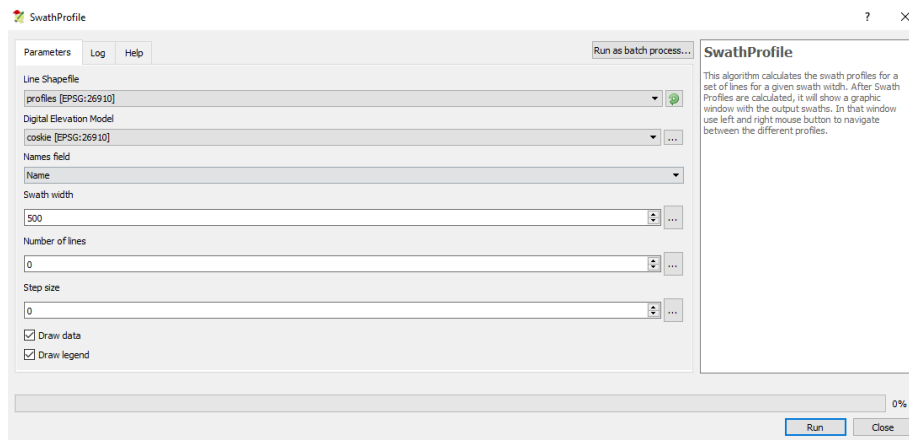 SwathProfile
?
Parameters
Log
Help
Run as batch process...
Line Shapefile
profiles [EPSG:26910]
Digital Elevation Model
coskie [EPSG:26910]
...
Names field
Name
Swath width
500
...
Number of lines
0
...
Step size
0
...
Draw data
Draw legend
SwathProfile
This algorithm calculates the swath profiles for a
set of lines for a given swath witdh. After Swath
Profiles are calculated, it will show a graphic
window with the output swaths. In that window
use left and right mouse button to navigate
between the different profiles.
0%
Run
Close